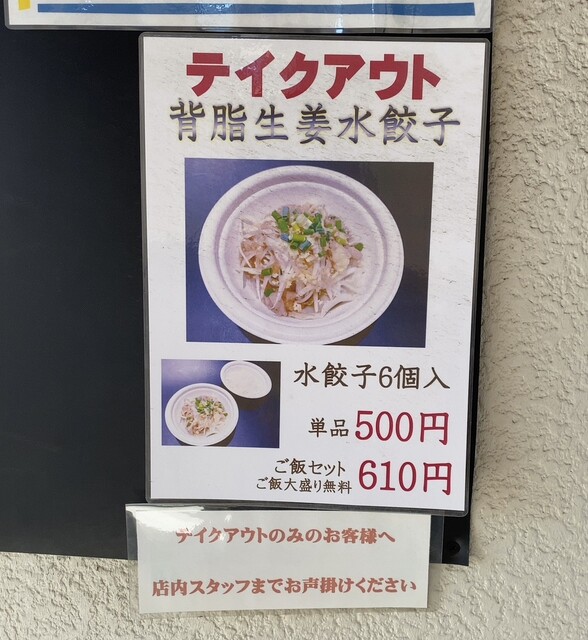 テイクアウト
背脂生姜水餃子
水餃子6個入
単品500円
ご飯セット
ご飯大盛り無料 610円
テイクアウトのみのお客様へ
店内スタッフまでお声掛けください